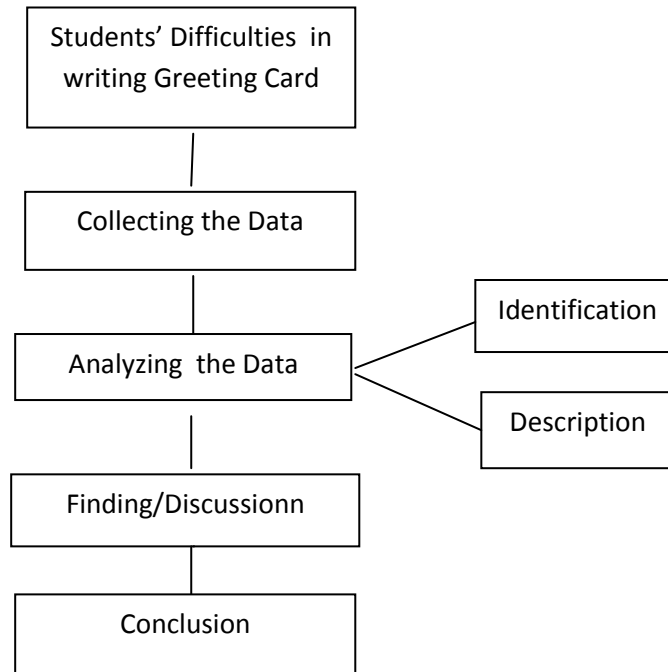 Students’ Difficulties in
writing Greeting Card
Collecting the Data
Identification
Analyzing the Data
Description
Finding/Discussionn
Conclusion